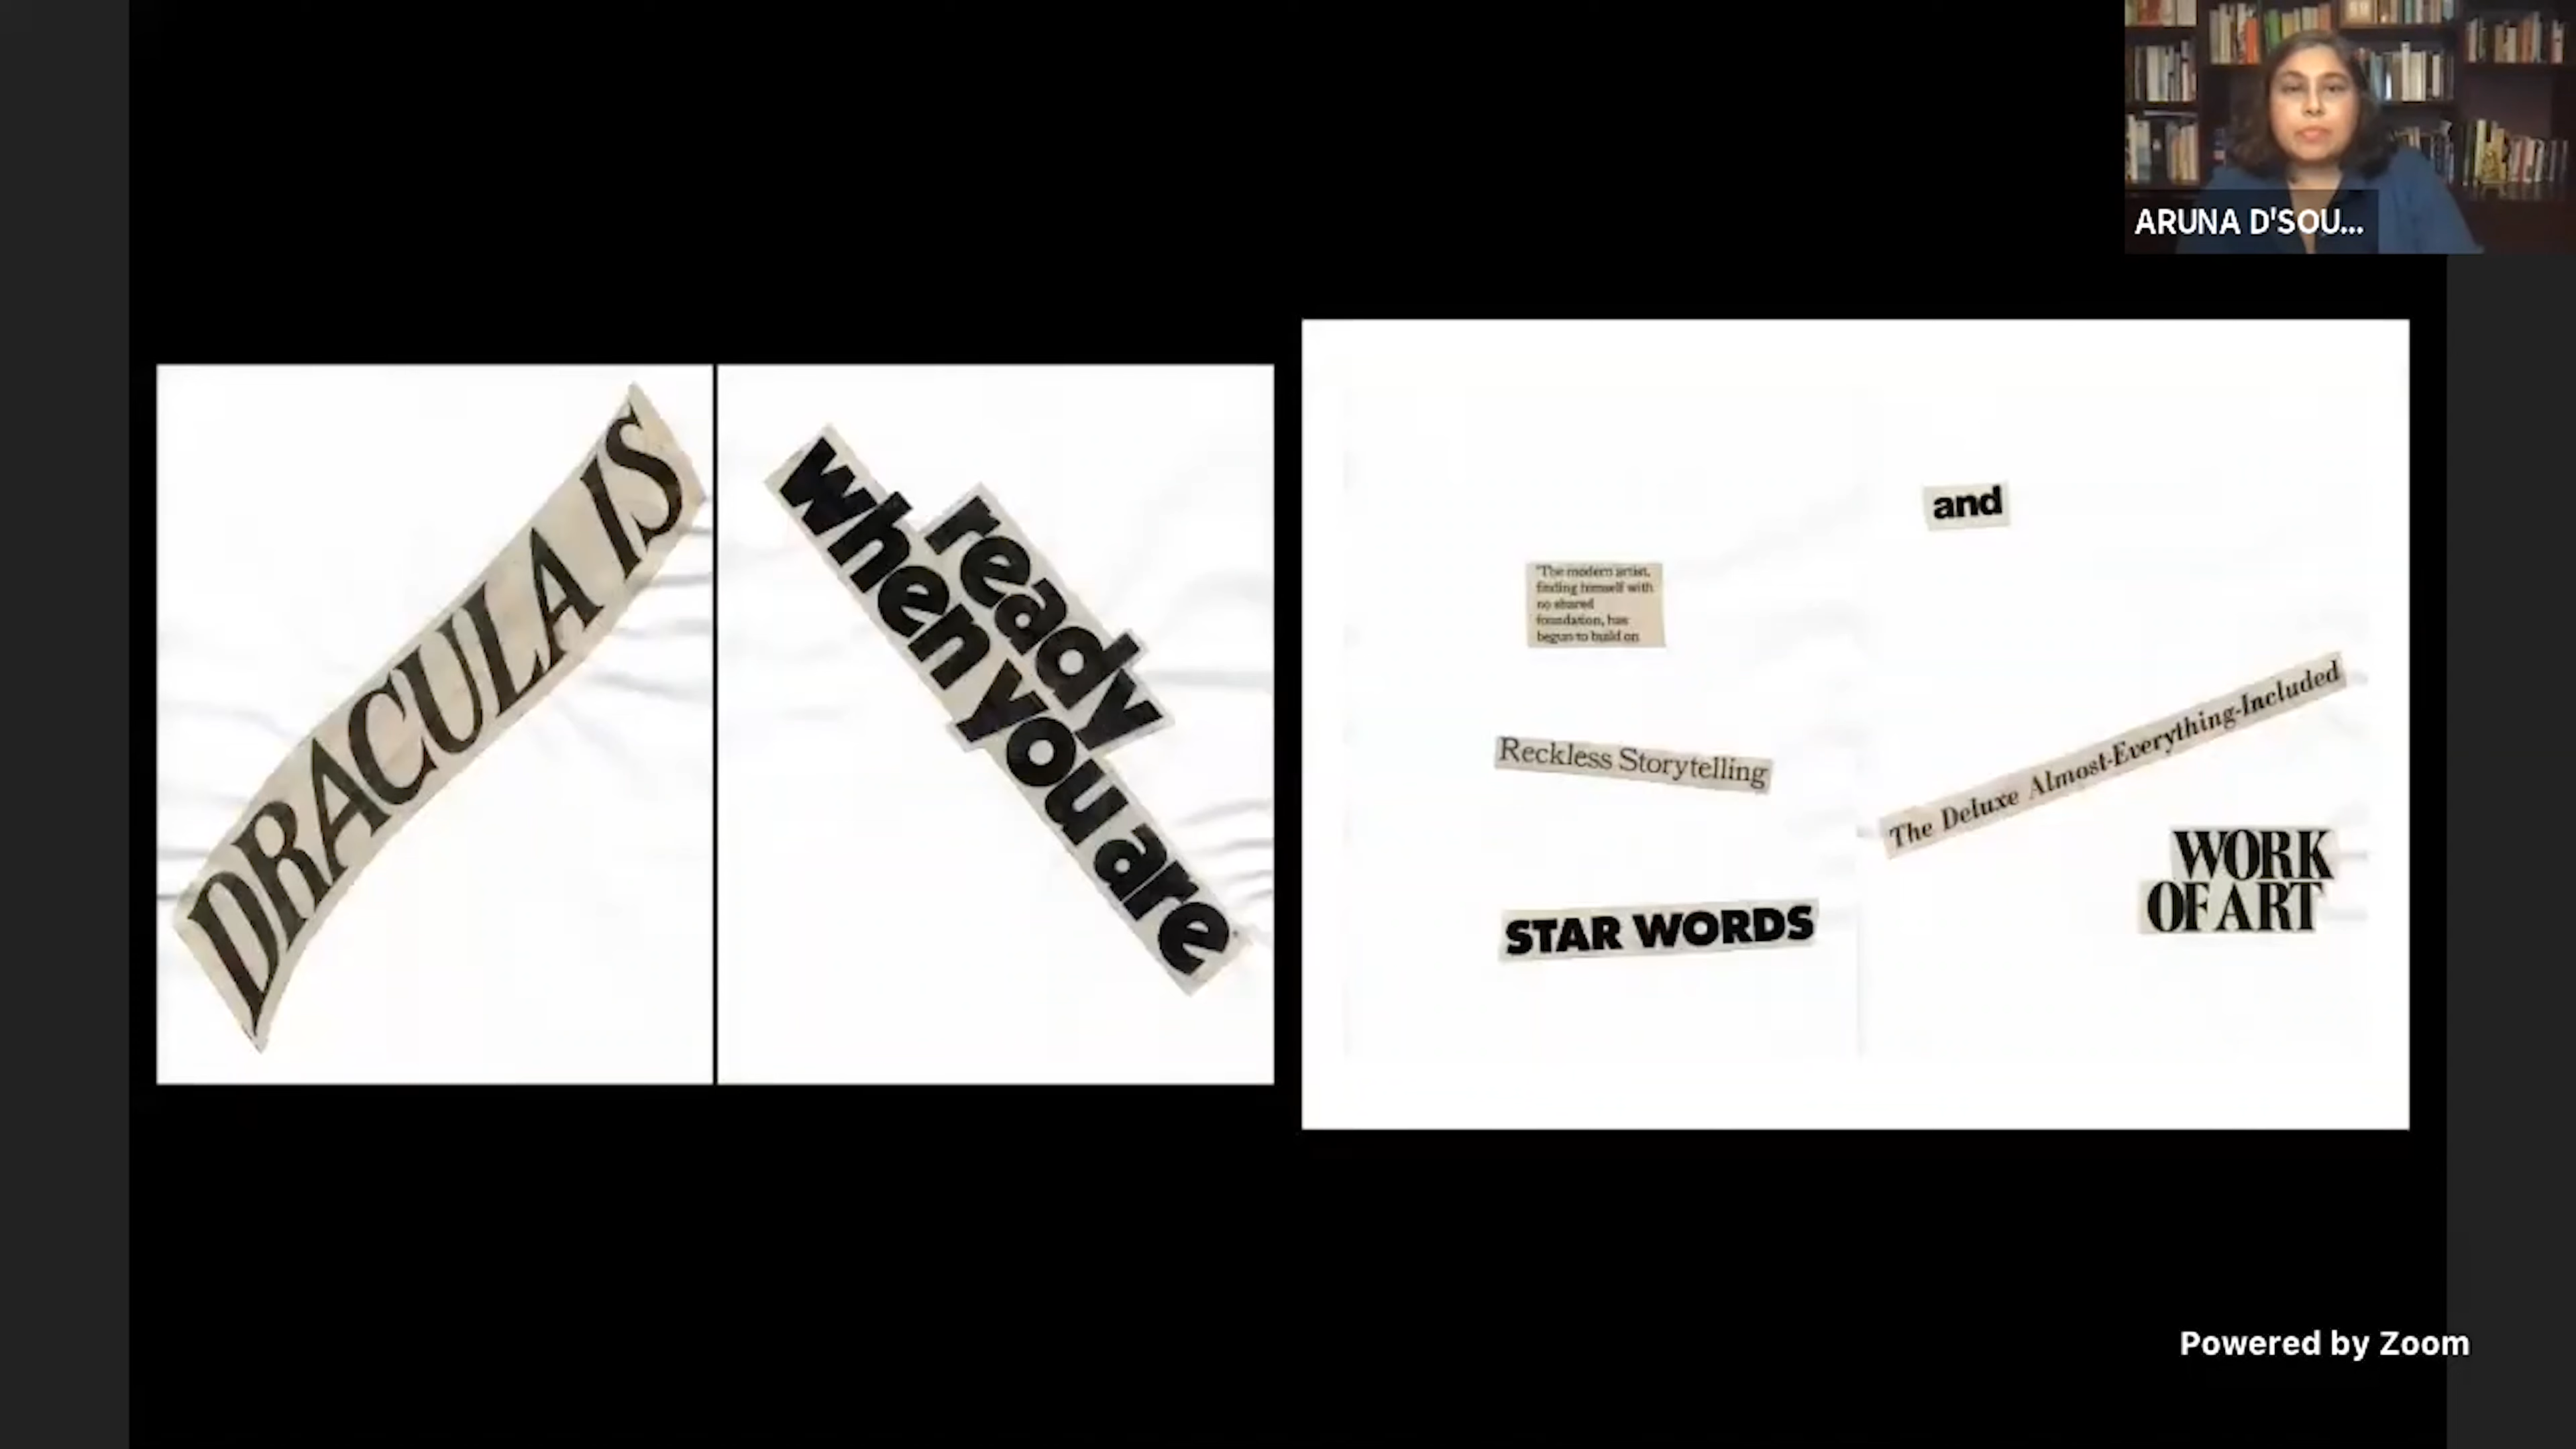 ARUNA D'SOU...
DRACULA IS
ready
when you are
and
"The modern artist,
finding himself with
no shared
foundation, has
begun to build on
Reckless Storytelling
The Deluxe Almost-Everything-Included
STAR WORDS
WORK
OF ART
Powered by Zoom